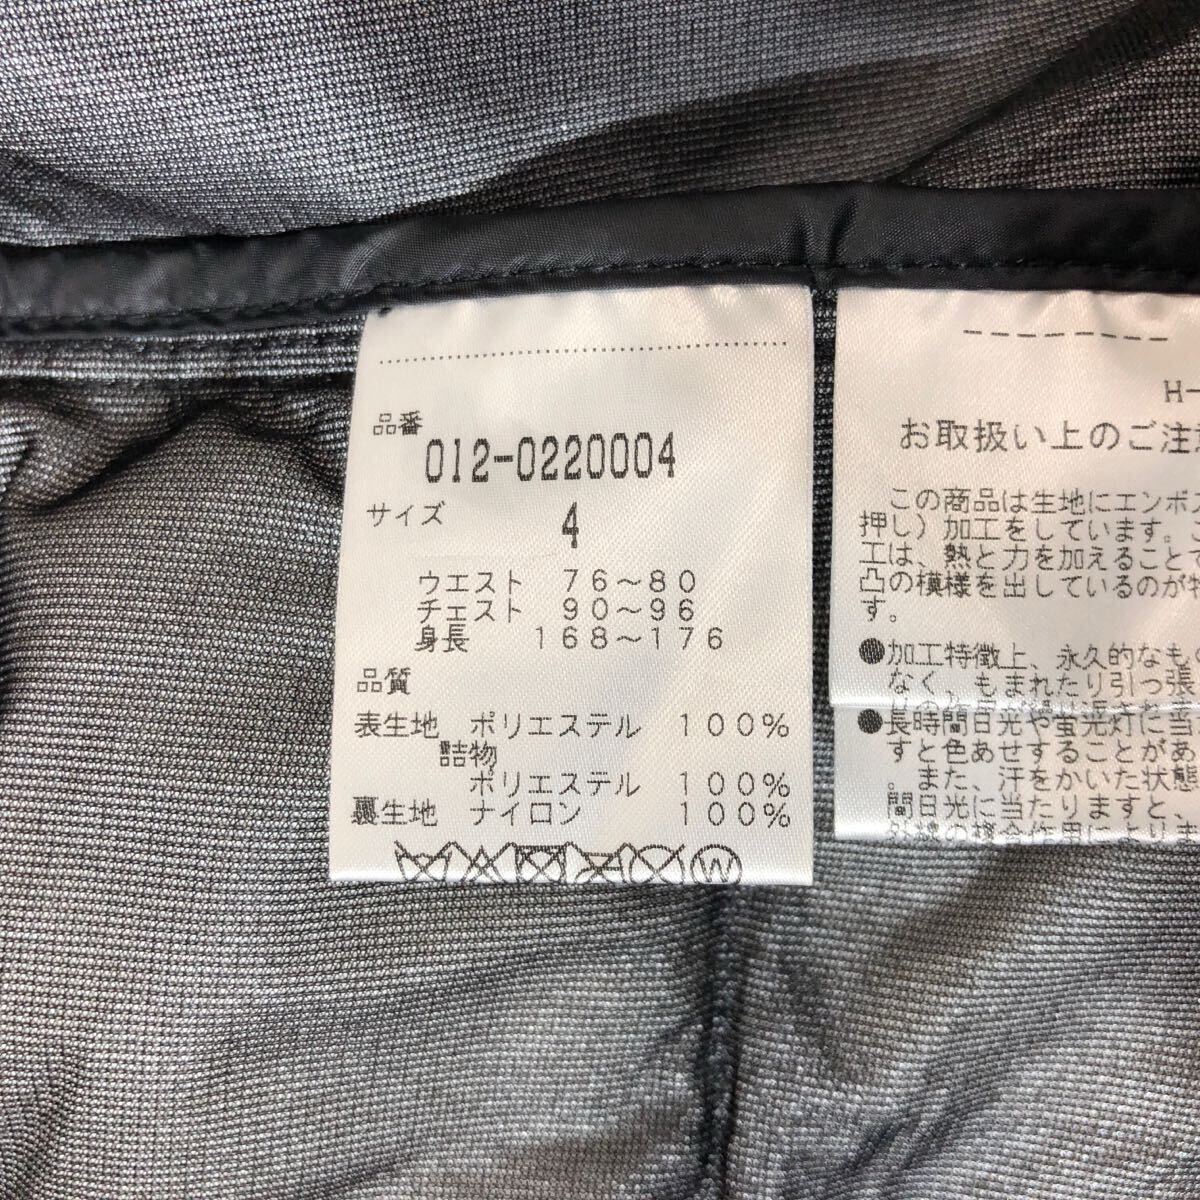 品番
012-0220004
サイズ 4
ウエスト 76～80
チェスト 90～96
身長 168～176
品質
表生地 ポリエステル 100%
詰物
ポリエステル 100%
裏生地 ナイロン 100%
W
--------
H-
お取扱い上のご注意
この商品は生地にエンボス
押し）加工をしています。こ
工は、熱と力を加えることで
凸の模様を出しているのが特
す。
●加工特徴上、永久的なもの
なく、もまれたり引っ張
●長時間日光や蛍光灯に当
すと色あせすることがあ
。また、汗をかいた状態
間日光に当たりますと、